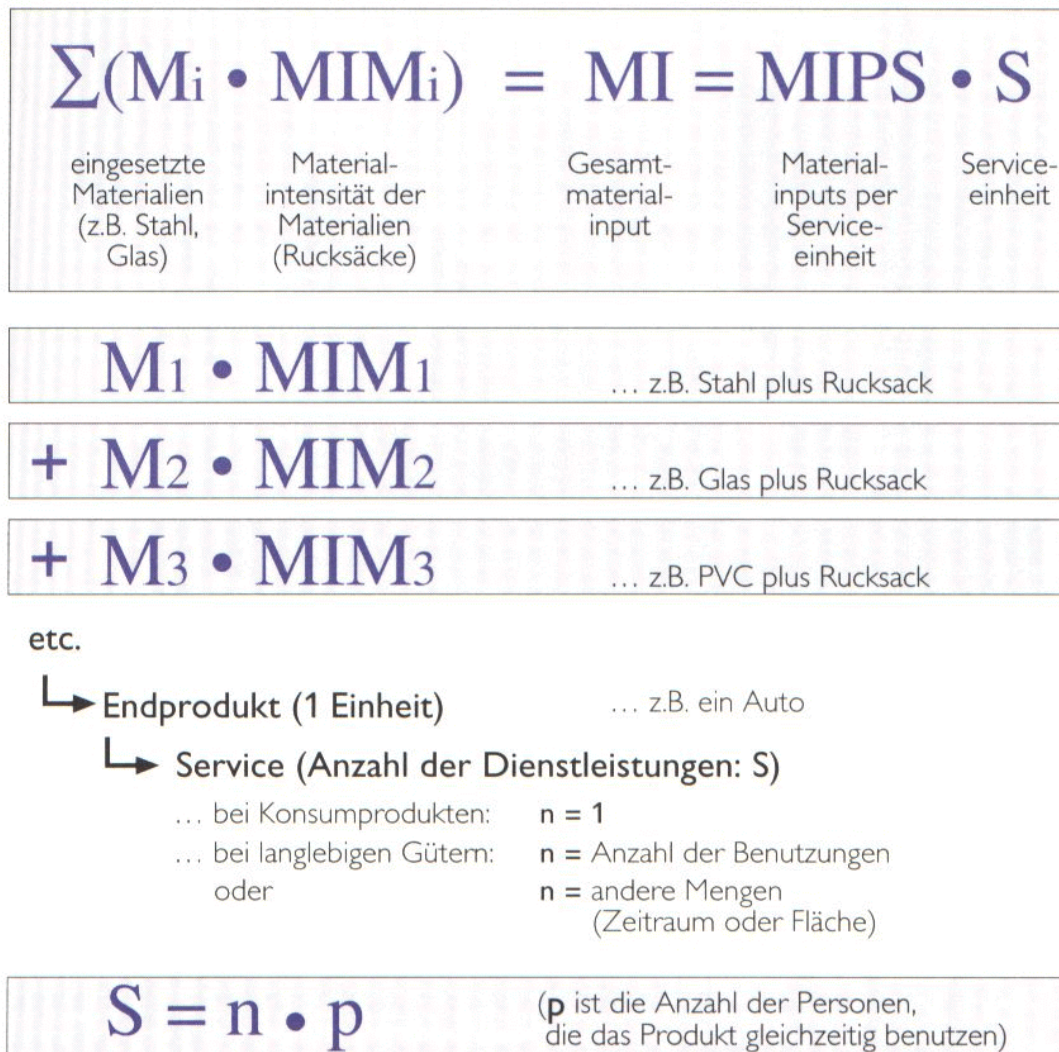 Σ(Mi • MIMi) = MI = MIPS • S
eingesetzte Materialien (z.B. Stahl, Glas)
Material-intensität der Materialien (Rucksäcke)
Gesamt-material-input
Material-inputs per Service-einheit
Service-einheit
M1 • MIM1 … z.B. Stahl plus Rucksack
+ M2 • MIM2 … z.B. Glas plus Rucksack
+ M3 • MIM3 … z.B. PVC plus Rucksack
etc.
Endprodukt (1 Einheit) … z.B. ein Auto
Service (Anzahl der Dienstleistungen: S)
… bei Konsumprodukten: n = 1
… bei langlebigen Gütern: n = Anzahl der Benutzungen
oder n = andere Mengen
(Zeitraum oder Fläche)
S = n • p (p ist die Anzahl der Personen,
die das Produkt gleichzeitig benutzen)